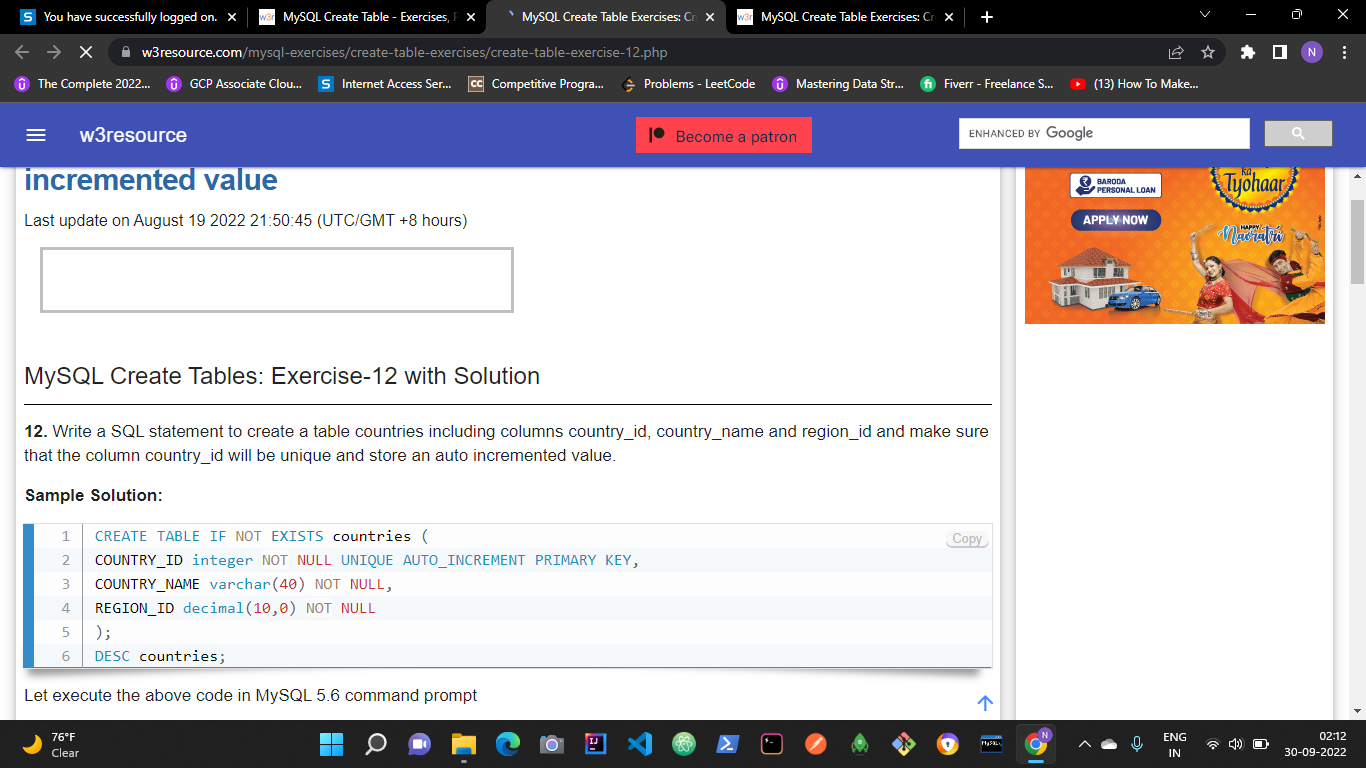 S You have successfully logged on.
w3r MySQL Create Table - Exercises, P
MySQL Create Table Exercises: Cr
w3r MySQL Create Table Exercises: Cr
w3resource.com/mysql-exercises/create-table-exercises/create-table-exercise-12.php
N
The Complete 2022...
GCP Associate Clou...
S Internet Access Ser...
CC Competitive Progra...
Problems - LeetCode
Mastering Data Str...
fi Fiverr - Freelance S...
(13) How To Make...
w3resource
Become a patron
ENHANCED BY Google
incremented value
Last update on August 19 2022 21:50:45 (UTC/GMT +8 hours)
MySQL Create Tables: Exercise-12 with Solution
12. Write a SQL statement to create a table countries including columns country_id, country_name and region_id and make sure
that the column country_id will be unique and store an auto incremented value.
Sample Solution:
Copy
1 CREATE TABLE IF NOT EXISTS countries (
2 COUNTRY_ID integer NOT NULL UNIQUE AUTO_INCREMENT PRIMARY KEY,
3 COUNTRY_NAME varchar(40) NOT NULL,
4 REGION_ID decimal(10,0) NOT NULL
5 );
6 DESC countries;
Let execute the above code in MySQL 5.6 command prompt
ka
Tyohaar
₹ BARODA
PERSONAL LOAN
APPLY NOW
HAPPY
Navratri
76°F
Clear
IJ
N
ENG
IN
02:12
30-09-2022